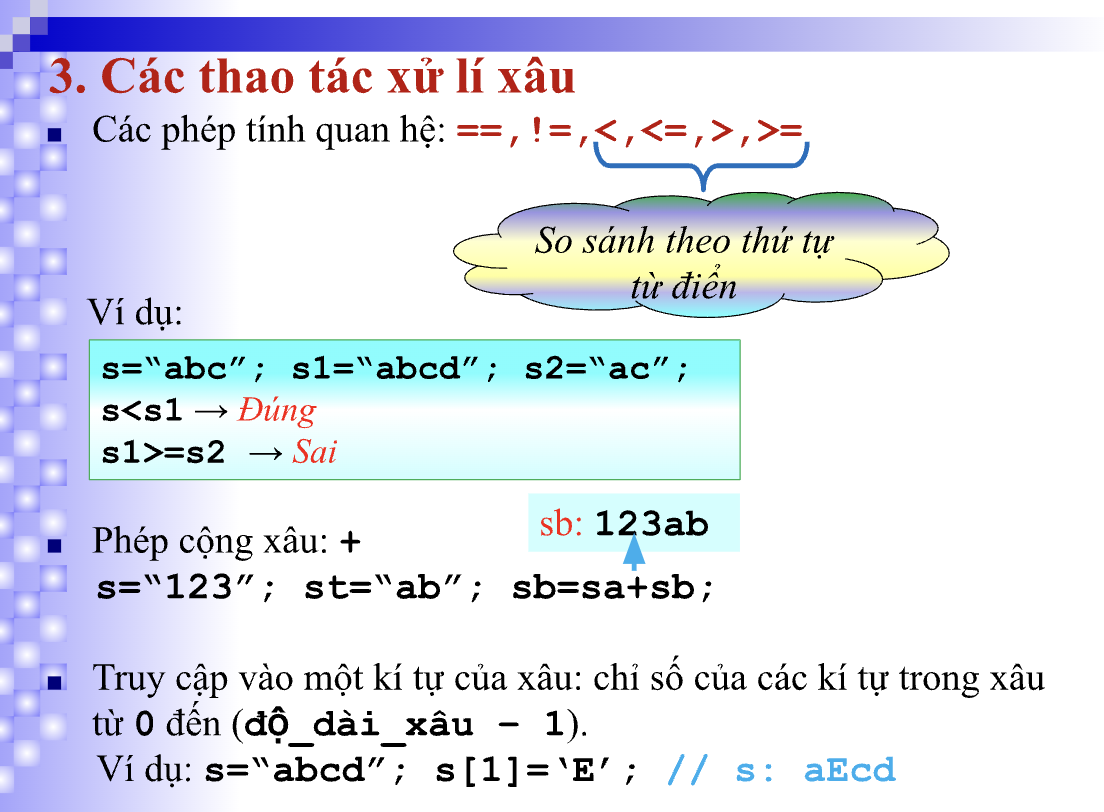 3. Các thao tác xử lí xâu
Các phép tính quan hệ: ==,!=,<,<=,>,>=
So sánh theo thứ tự
từ điển
Ví dụ:
s=“abc”; s1=“abcd”; s2=“ac”;
s<s1 → Đúng
s1>=s2 → Sai
sb: 123ab
Phép cộng xâu: +
s=“123”; st=“ab”; sb=sa+sb;
Truy cập vào một kí tự của xâu: chỉ số của các kí tự trong xâu
từ 0 đến (độ_dài_xâu – 1).
Ví dụ: s=“abcd”; s[1]=‘E’; // s: aEcd